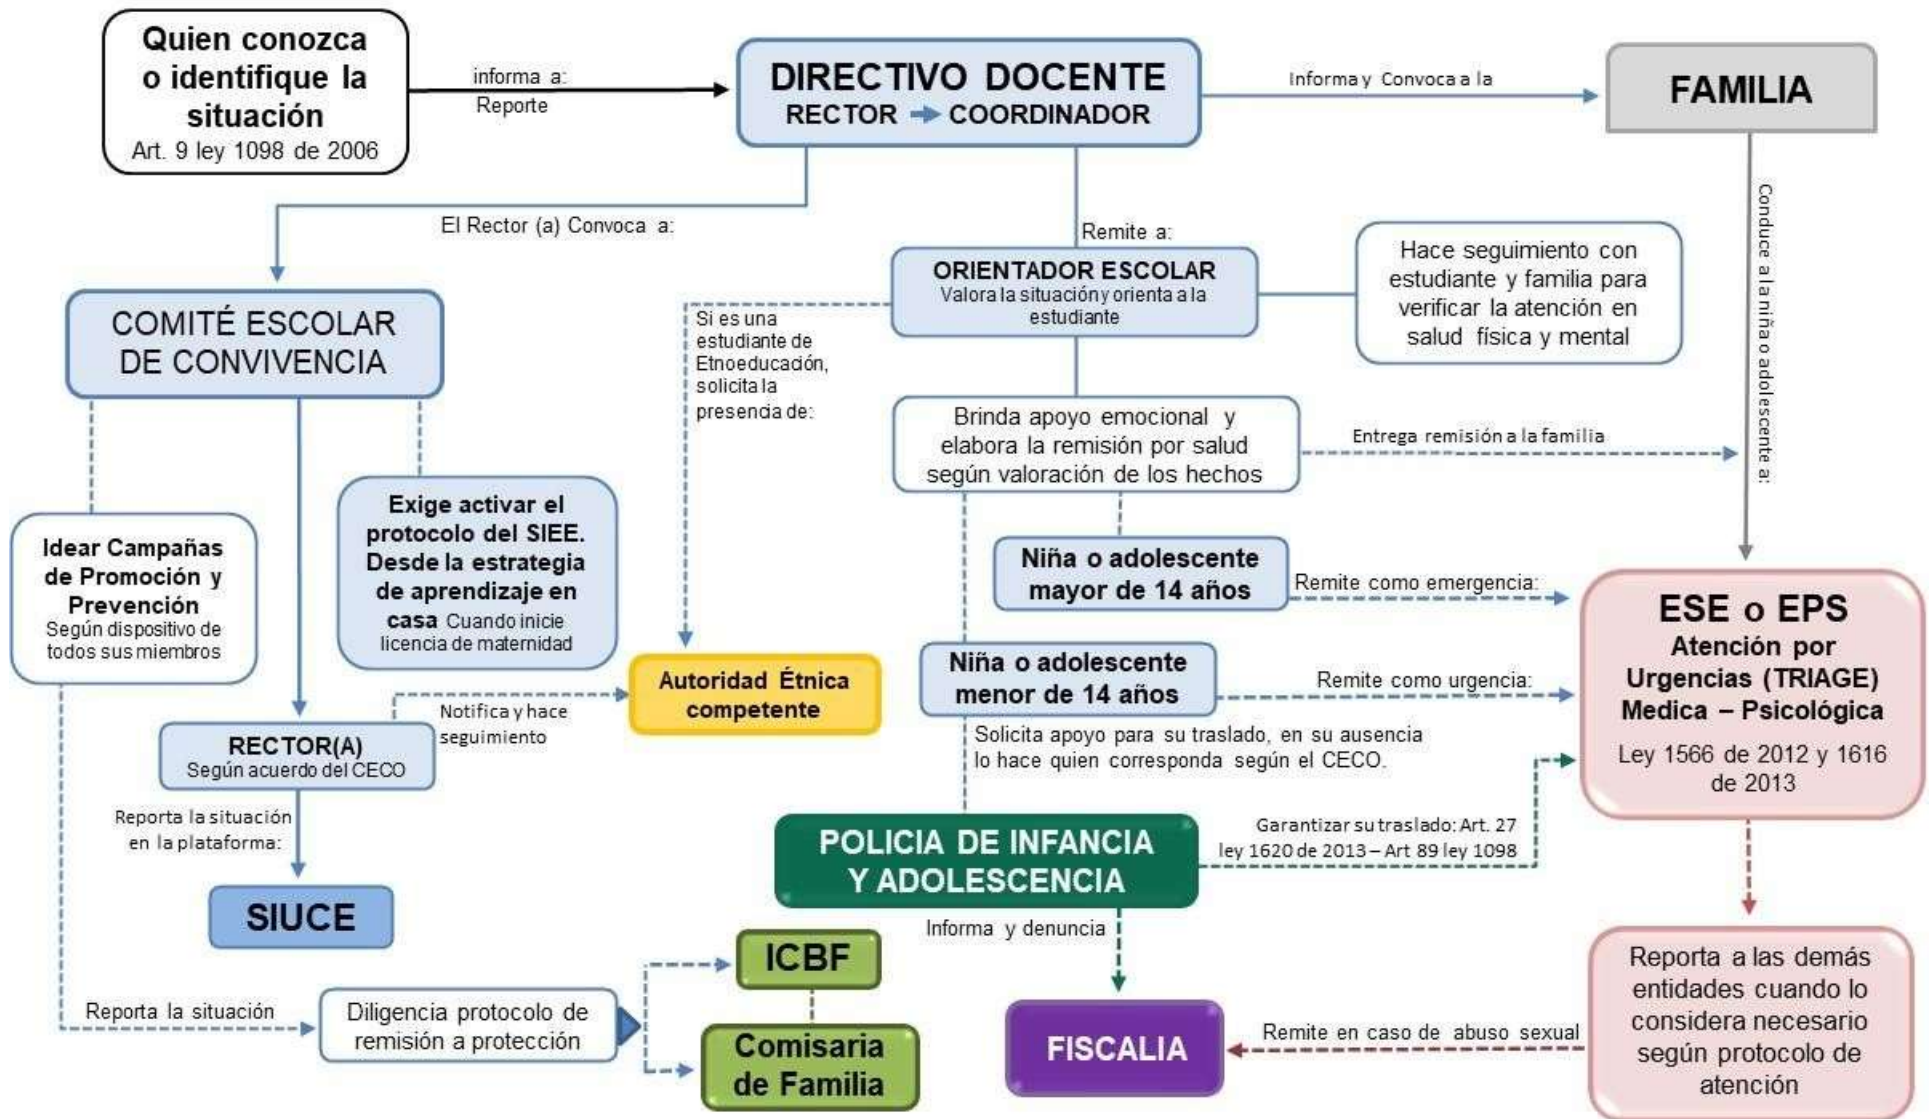 Quien conozca
o identifique la
situación
Art. 9 ley 1098 de 2006
informa a:
Reporte
DIRECTIVO DOCENTE
RECTOR COORDINADOR
Informa y Convoca a la
FAMILIA
El Rector (a) Convoca a:
Remite a:
Conduce a la niña o adolescente a:
COMITÉ ESCOLAR
DE CONVIVENCIA
ORIENTADOR ESCOLAR
Valora la situación y orienta a la
estudiante
Hace seguimiento con
estudiante y familia para
verificar la atención en
salud física y mental
Si es una
estudiante de
Etnoeducación,
solicita la
presencia de:
Brinda apoyo emocional y
elabora la remisión por salud
según valoración de los hechos
Entrega remisión a la familia
Idear Campañas
de Promoción y
Prevención
Según dispositivo de
todos sus miembros
Exige activar el
protocolo del SIEE.
Desde la estrategia
de aprendizaje en
casa Cuando inicie
licencia de maternidad
Niña o adolescente
mayor de 14 años
Remite como emergencia:
ESE o EPS
Atención por
Urgencias (TRIAGE)
Medica – Psicológica
Ley 1566 de 2012 y 1616
de 2013
Autoridad Étnica
competente
Niña o adolescente
menor de 14 años
Remite como urgencia:
Notifica y hace
seguimiento
RECTOR(A)
Según acuerdo del CECO
Solicita apoyo para su traslado, en su ausencia
lo hace quien corresponda según el CECO.
Reporta la situación
en la plataforma:
POLICIA DE INFANCIA
Y ADOLESCENCIA
Garantizar su traslado: Art. 27
ley 1620 de 2013 – Art 89 ley 1098
SIUCE
Informa y denuncia
ICBF
Reporta la situación
Diligencia protocolo de
remisión a protección
Comisaria
de Familia
FISCALIA
Remite en caso de abuso sexual
Reporta a las demás
entidades cuando lo
considera necesario
según protocolo de
atención